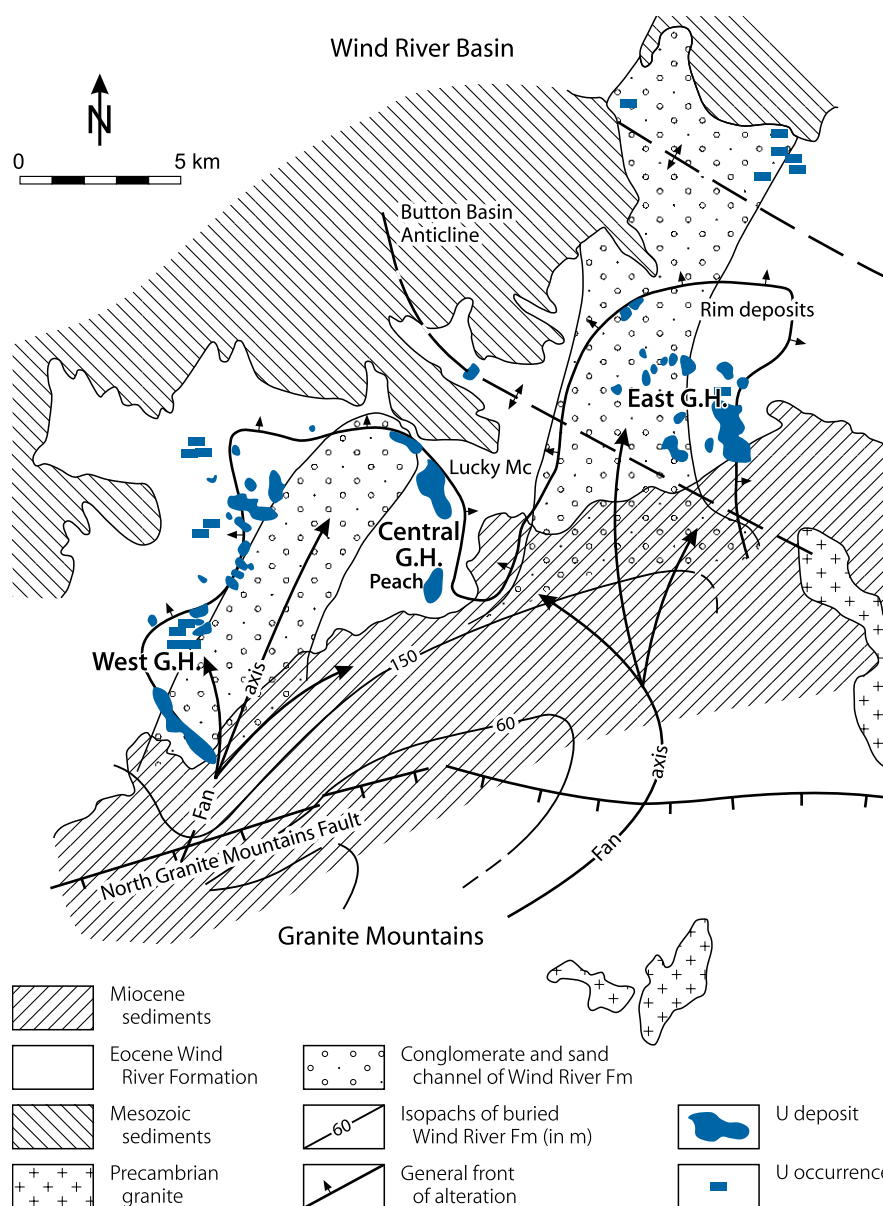 Wind River Basin
N
0 5 km
Button Basin
Anticline
Rim deposits
East G.H.
Lucky Mc
Central
G.H.
Peach
West G.H.
axis
150
60
axis
Fan
Fan
North Granite Mountains Fault
Granite Mountains
Miocene
sediments
Eocene Wind
River Formation
Mesozoic
sediments
Precambrian
granite
Conglomerate and sand
channel of Wind River Fm
60
Isopachs of buried
Wind River Fm (in m)
General front
of alteration
U deposit
U occurrence